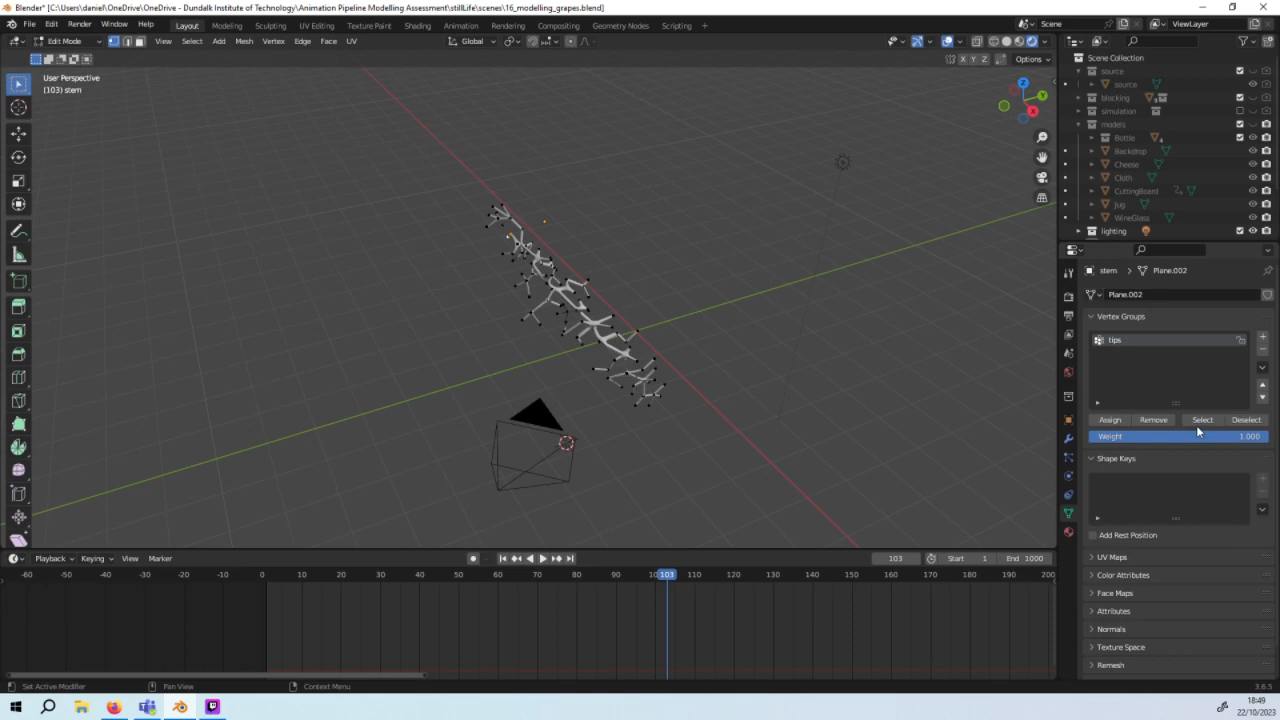 Blender* [C:\Users\daniel\OneDrive\OneDrive - Dundalk Institute of Technology\Animation Pipeline Modelling Assessment\stillLife\scenes\16_modelling_grapes.blend]
File Edit Render Window Help Layout Modeling Sculpting UV Editing Texture Paint Shading Animation Rendering Compositing Geometry Nodes Scripting + Scene ViewLayer
Edit Mode View Select Add Mesh Vertex Edge Face UV Global
X Y Z Options
User Perspective
(103) stem
Z
Y
X
Scene Collection
source
source
blocking
simulation
models
Bottle
Backdrop
Cheese
Cloth
CuttingBoard
Jug
WineGlass
lighting
stem > Plane.002
Plane.002
Vertex Groups
tips
Assign Remove Select Deselect
Weight 1.000
Shape Keys
Add Rest Position
UV Maps
Color Attributes
Face Maps
Attributes
Normals
Texture Space
Remesh
Playback Keying View Marker 103 Start 1 End 1000
-60 -50 -40 -30 -20 -10 0 10 20 30 40 50 60 70 80 90 103 110 120 130 140 150 160 170 180 190 200
Set Active Modifier Pan View Context Menu 3.6.5
18:49
22/10/2023